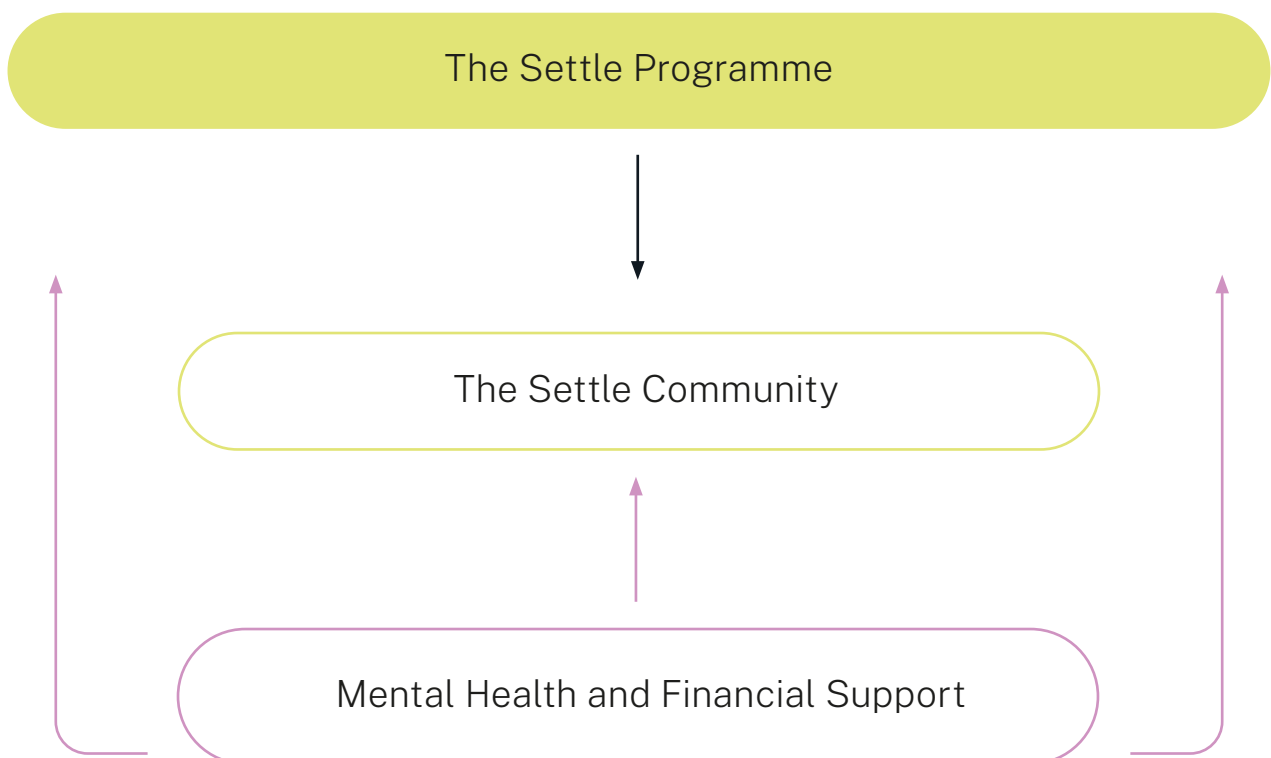 The Settle Programme
The Settle Community
Mental Health and Financial Support